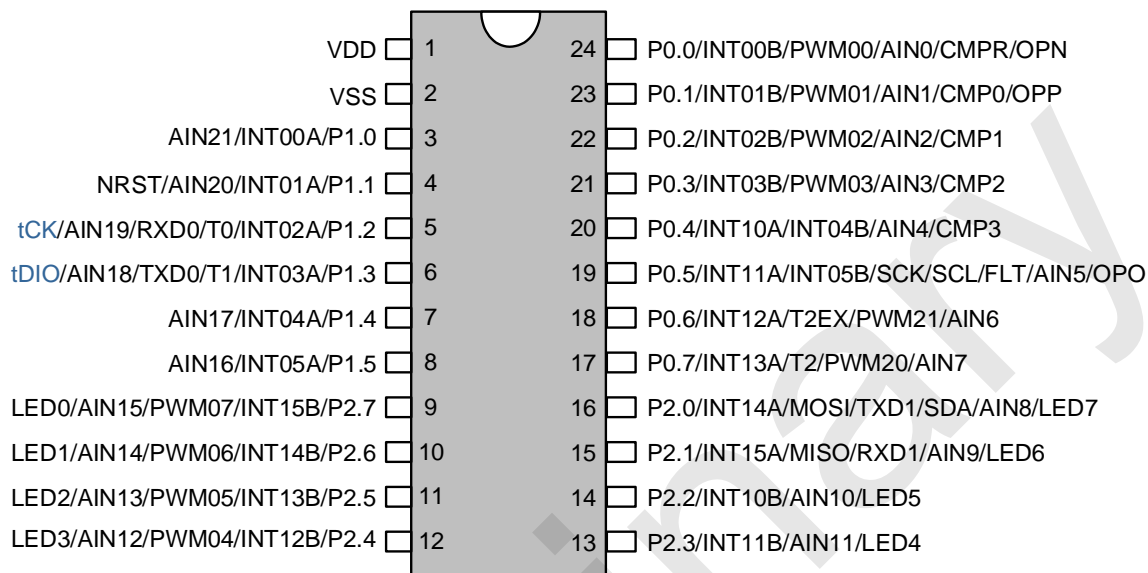 VDD 1 24 P0.0/INT00B/PWM00/AIN0/CMPR/OPN
VSS 2 23 P0.1/INT01B/PWM01/AIN1/CMP0/OPP
AIN21/INT00A/P1.0 3 22 P0.2/INT02B/PWM02/AIN2/CMP1
NRST/AIN20/INT01A/P1.1 4 21 P0.3/INT03B/PWM03/AIN3/CMP2
tCK/AIN19/RXD0/T0/INT02A/P1.2 5 20 P0.4/INT10A/INT04B/AIN4/CMP3
tDIO/AIN18/TXD0/T1/INT03A/P1.3 6 19 P0.5/INT11A/INT05B/SCK/SCL/FLT/AIN5/OPO
AIN17/INT04A/P1.4 7 18 P0.6/INT12A/T2EX/PWM21/AIN6
AIN16/INT05A/P1.5 8 17 P0.7/INT13A/T2/PWM20/AIN7
LED0/AIN15/PWM07/INT15B/P2.7 9 16 P2.0/INT14A/MOSI/TXD1/SDA/AIN8/LED7
LED1/AIN14/PWM06/INT14B/P2.6 10 15 P2.1/INT15A/MISO/RXD1/AIN9/LED6
LED2/AIN13/PWM05/INT13B/P2.5 11 14 P2.2/INT10B/AIN10/LED5
LED3/AIN12/PWM04/INT12B/P2.4 12 13 P2.3/INT11B/AIN11/LED4
inary